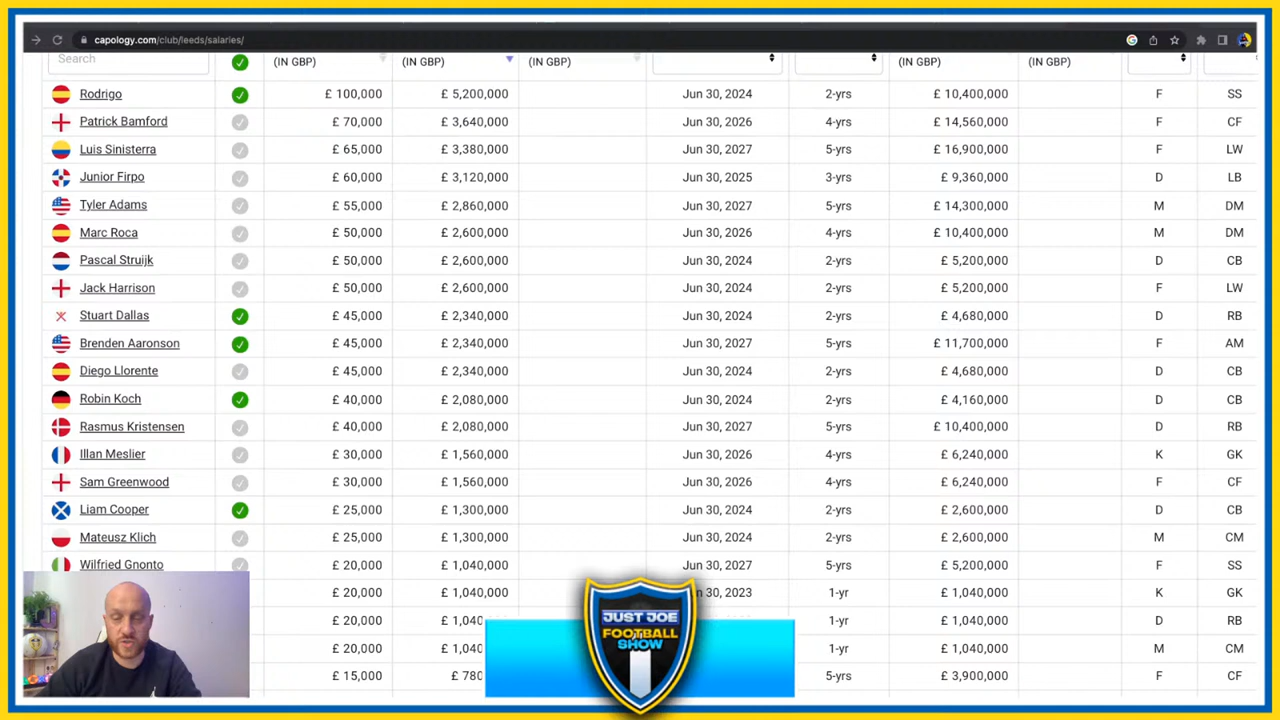 capology.com/club/leeds/salaries/
Search (IN GBP) (IN GBP) (IN GBP) (IN GBP) (IN GBP)
Rodrigo £ 100,000 £ 5,200,000 Jun 30, 2024 2-yrs £ 10,400,000 F SS
Patrick Bamford £ 70,000 £ 3,640,000 Jun 30, 2026 4-yrs £ 14,560,000 F CF
Luis Sinisterra £ 65,000 £ 3,380,000 Jun 30, 2027 5-yrs £ 16,900,000 F LW
Junior Firpo £ 60,000 £ 3,120,000 Jun 30, 2025 3-yrs £ 9,360,000 D LB
Tyler Adams £ 55,000 £ 2,860,000 Jun 30, 2027 5-yrs £ 14,300,000 M DM
Marc Roca £ 50,000 £ 2,600,000 Jun 30, 2026 4-yrs £ 10,400,000 M DM
Pascal Struijk £ 50,000 £ 2,600,000 Jun 30, 2024 2-yrs £ 5,200,000 D CB
Jack Harrison £ 50,000 £ 2,600,000 Jun 30, 2024 2-yrs £ 5,200,000 F LW
Stuart Dallas £ 45,000 £ 2,340,000 Jun 30, 2024 2-yrs £ 4,680,000 D RB
Brenden Aaronson £ 45,000 £ 2,340,000 Jun 30, 2027 5-yrs £ 11,700,000 F AM
Diego Llorente £ 45,000 £ 2,340,000 Jun 30, 2024 2-yrs £ 4,680,000 D CB
Robin Koch £ 40,000 £ 2,080,000 Jun 30, 2024 2-yrs £ 4,160,000 D CB
Rasmus Kristensen £ 40,000 £ 2,080,000 Jun 30, 2027 5-yrs £ 10,400,000 D RB
Illan Meslier £ 30,000 £ 1,560,000 Jun 30, 2026 4-yrs £ 6,240,000 K GK
Sam Greenwood £ 30,000 £ 1,560,000 Jun 30, 2026 4-yrs £ 6,240,000 F CF
Liam Cooper £ 25,000 £ 1,300,000 Jun 30, 2024 2-yrs £ 2,600,000 D CB
Mateusz Klich £ 25,000 £ 1,300,000 Jun 30, 2024 2-yrs £ 2,600,000 M CM
Wilfried Gnonto £ 20,000 £ 1,040,000 Jun 30, 2027 5-yrs £ 5,200,000 F SS
£ 20,000 £ 1,040,000 n 30, 2023 1-yr £ 1,040,000 K GK
£ 20,000 £ 1,040 1-yr £ 1,040,000 D RB
£ 20,000 £ 1,040 1-yr £ 1,040,000 M CM
£ 15,000 £ 780 5-yrs £ 3,900,000 F CF
JUST JOE
FOOTBALL
SHOW